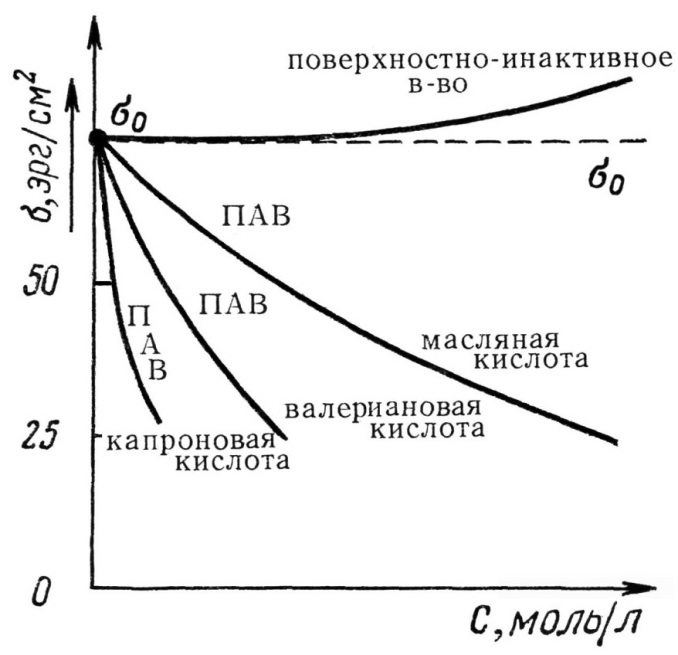 поверхностно-инактивное
в-во
σ, эрг/см²
σ₀
σ₀
ПАВ
50
ПАВ
П
А
В
масляная
кислота
валериановая
кислота
25
капроновая
кислота
0
С, моль/л